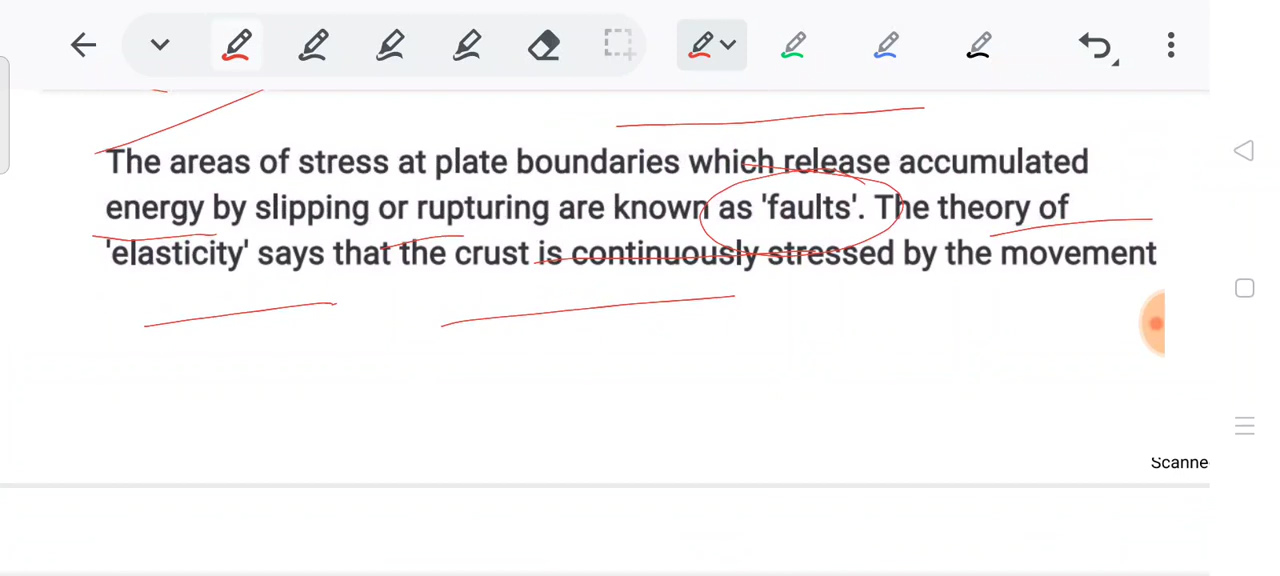 The areas of stress at plate boundaries which release accumulated
energy by slipping or rupturing are known as 'faults'. The theory of
'elasticity' says that the crust is continuously stressed by the movement
Scanne